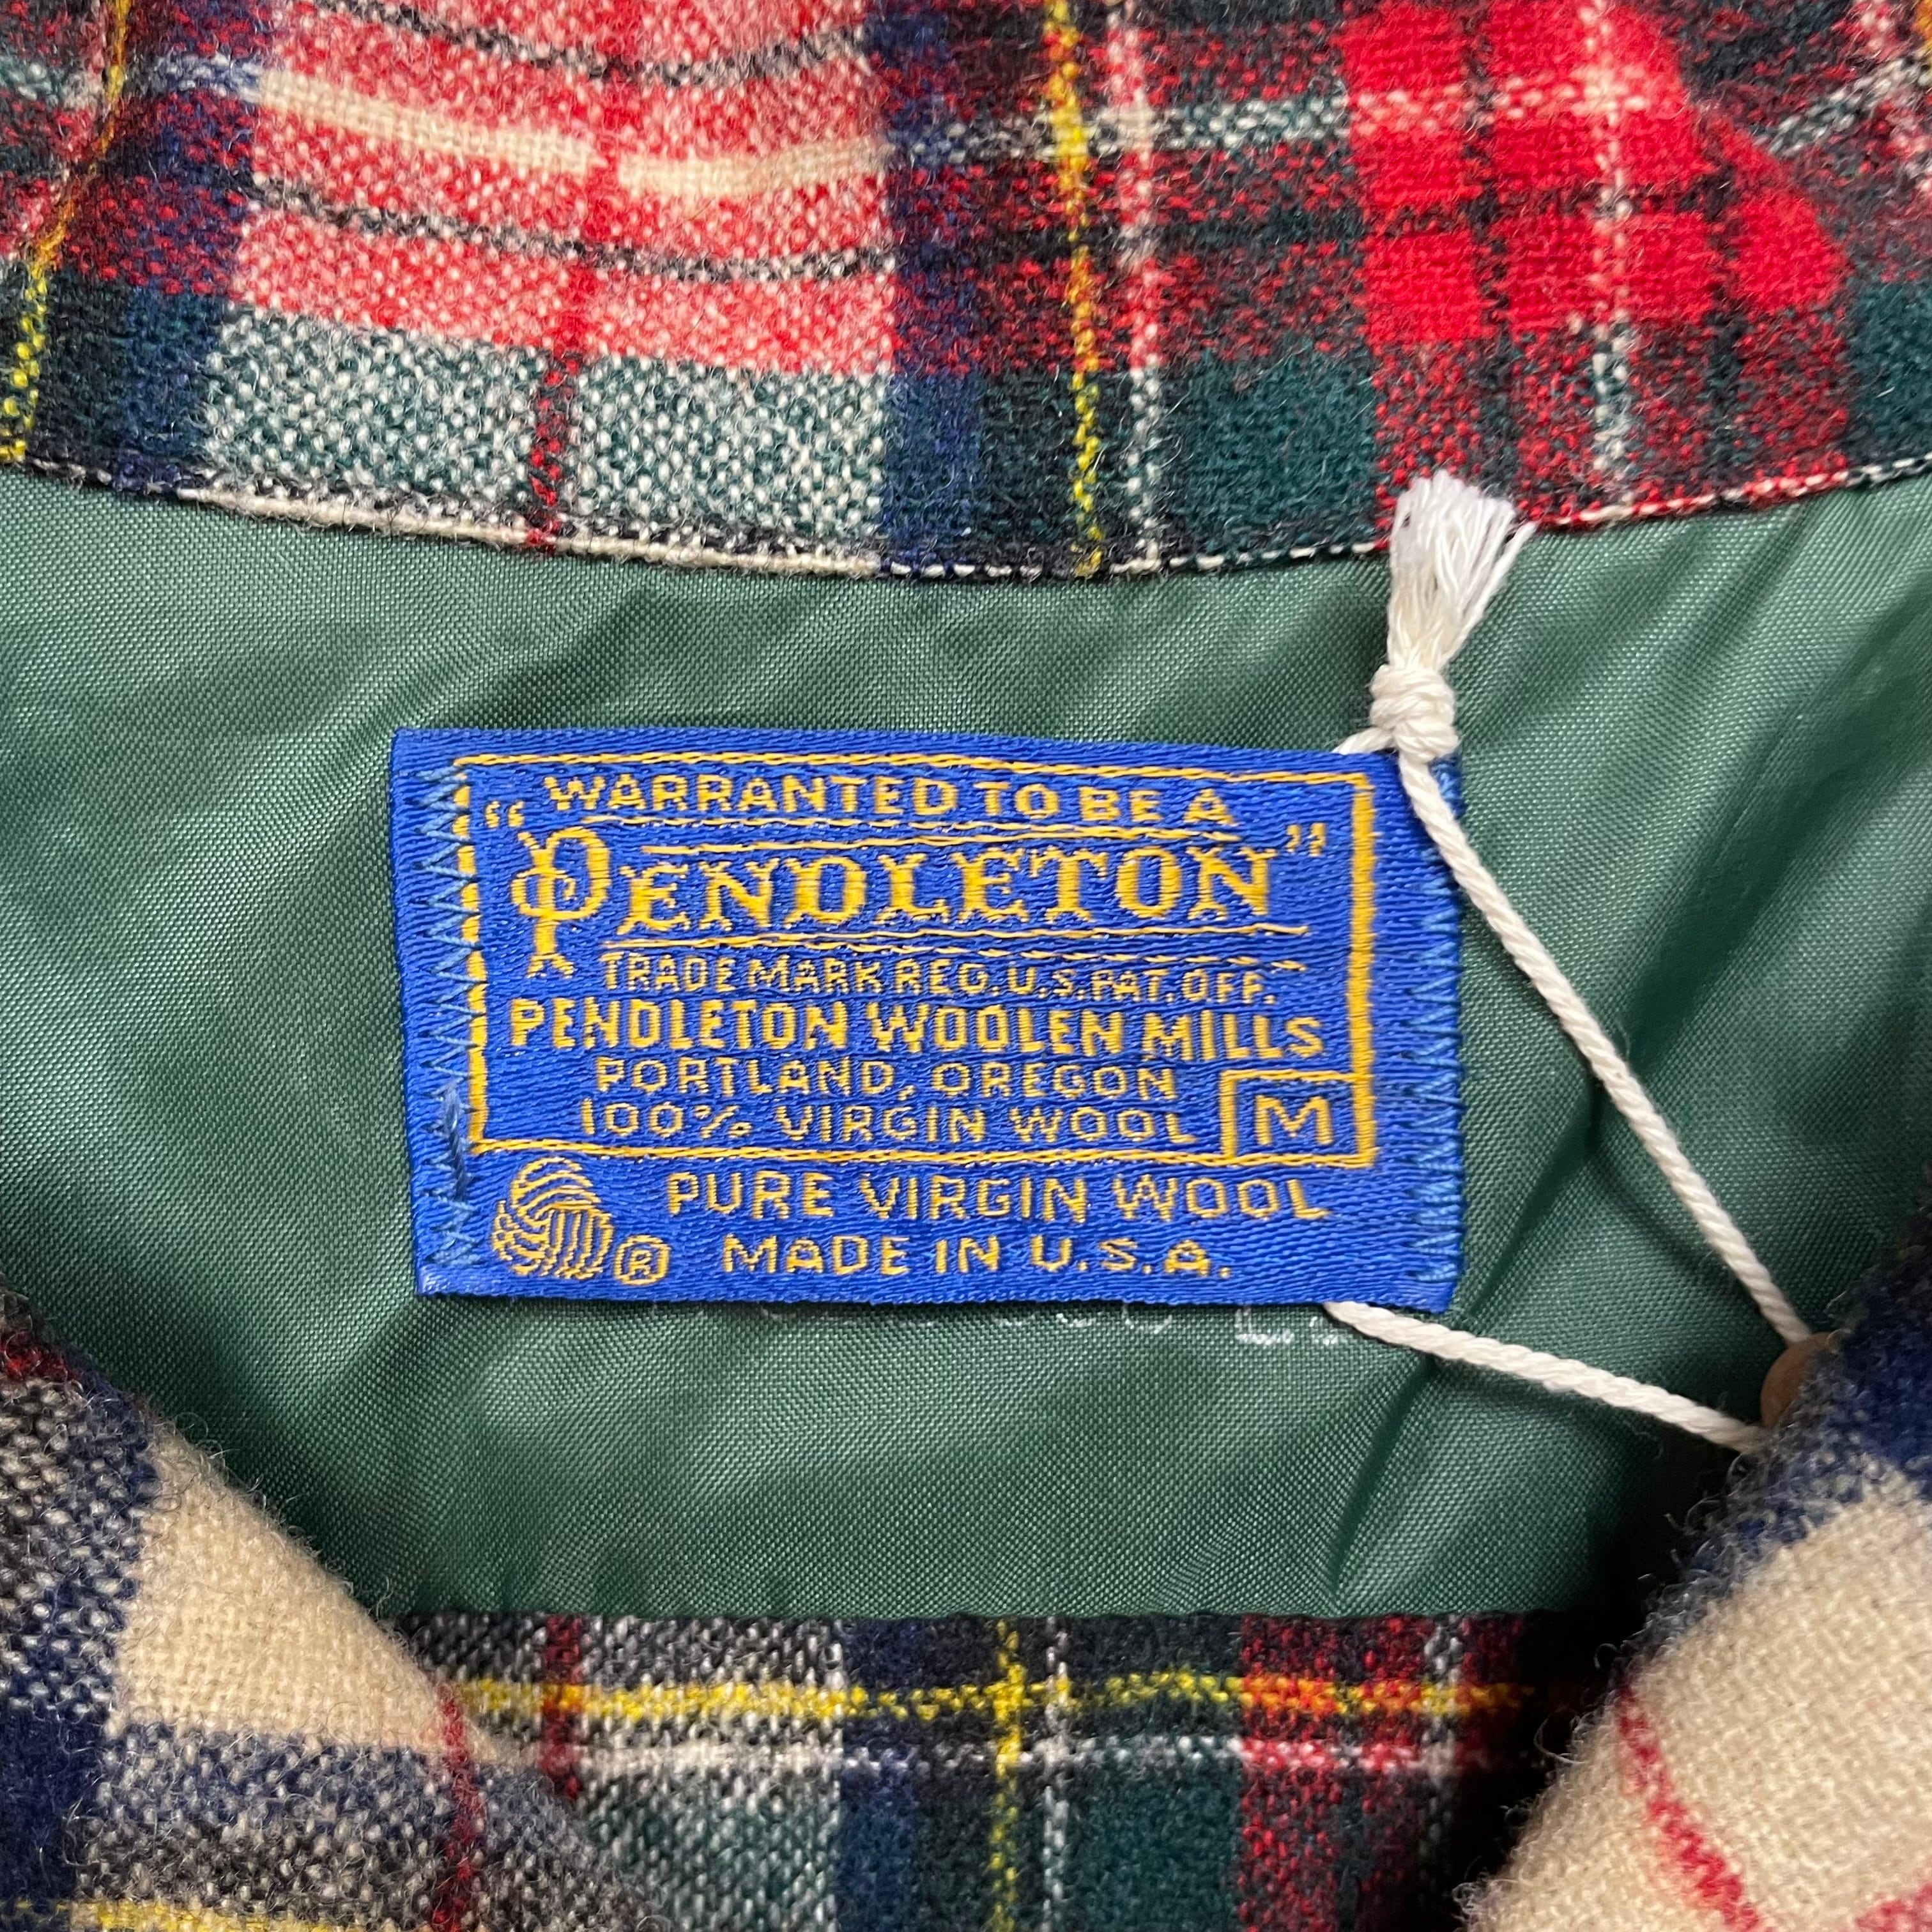 WARRANTED TO BE A
"PENDLETON"
TRADE MARK REG. U.S. PAT. OFF.
PENDLETON WOOLEN MILLS
PORTLAND, OREGON
100% VIRGIN WOOL M
PURE VIRGIN WOOL
® MADE IN U.S.A.